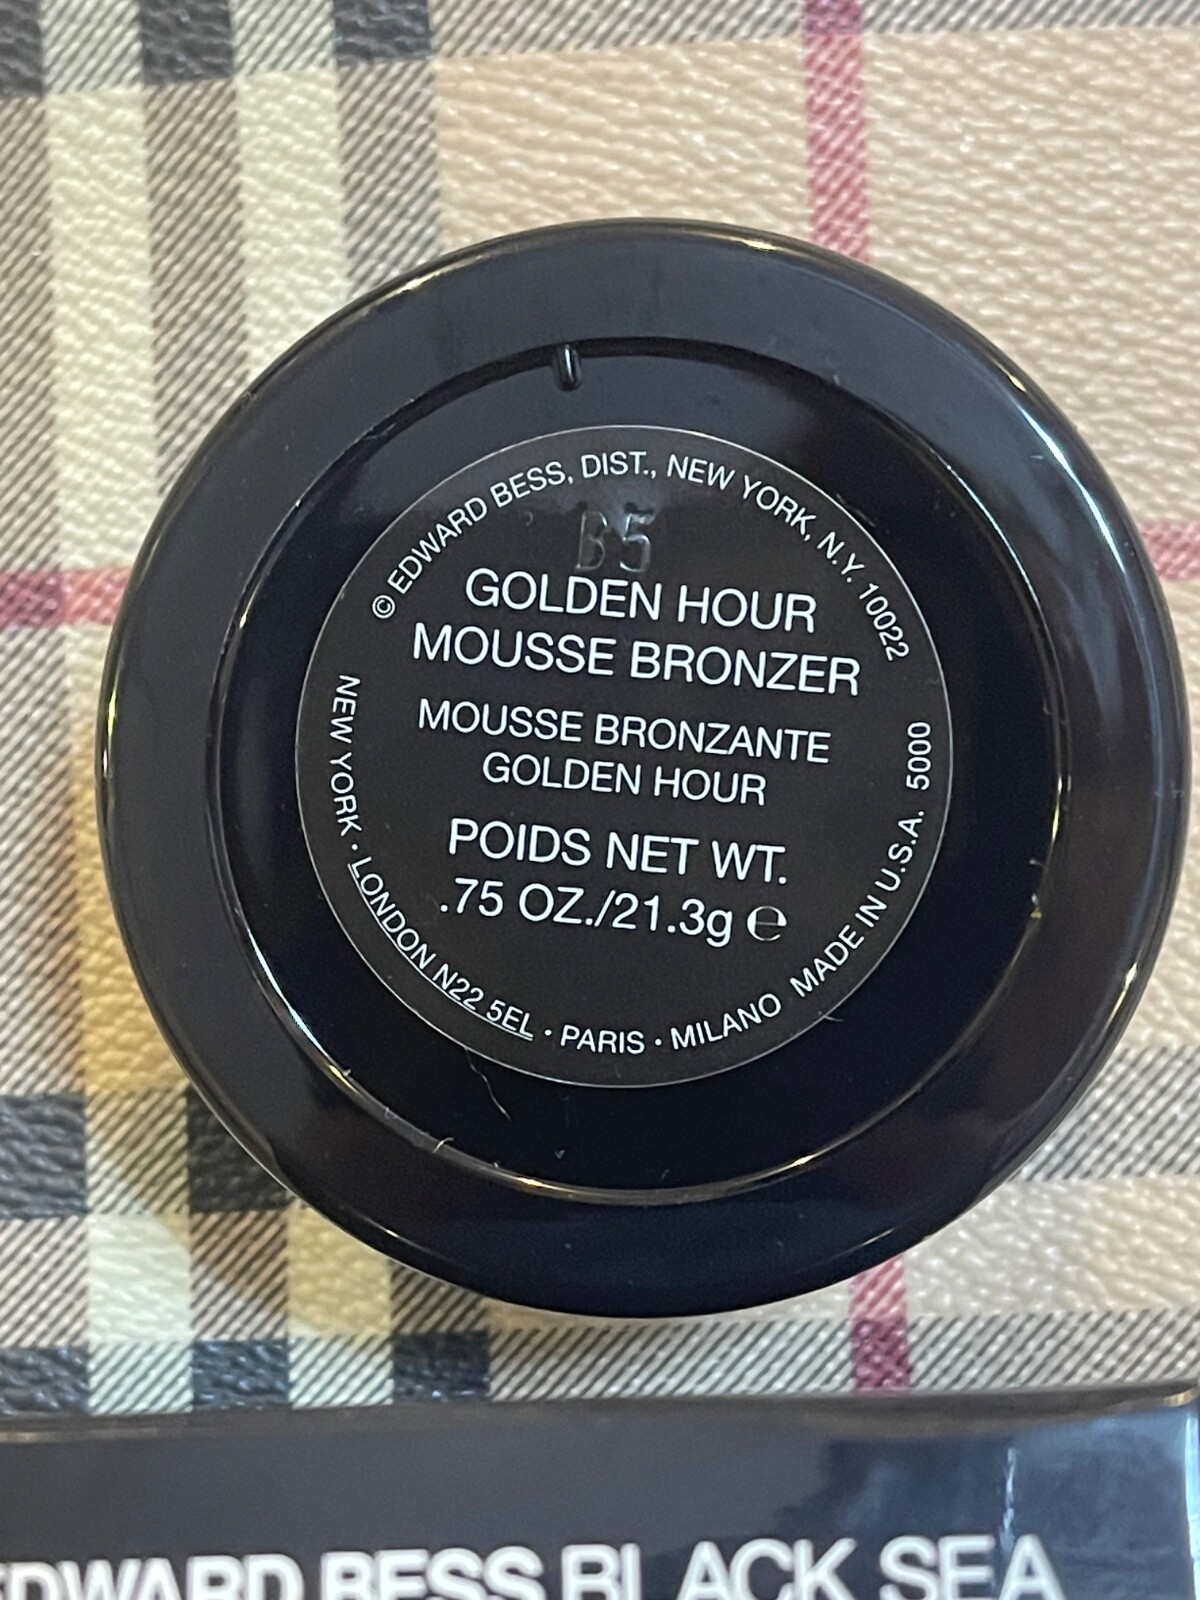 © EDWARD BESS, DIST., NEW YORK, N.Y. 10022
B5
GOLDEN HOUR
MOUSSE BRONZER
MOUSSE BRONZANTE
GOLDEN HOUR
POIDS NET WT.
.75 OZ./21.3g ℮
NEW YORK · LONDON N22 5EL · PARIS · MILANO MADE IN U.S.A. 5000
EDWARD BESS BLACK SEA